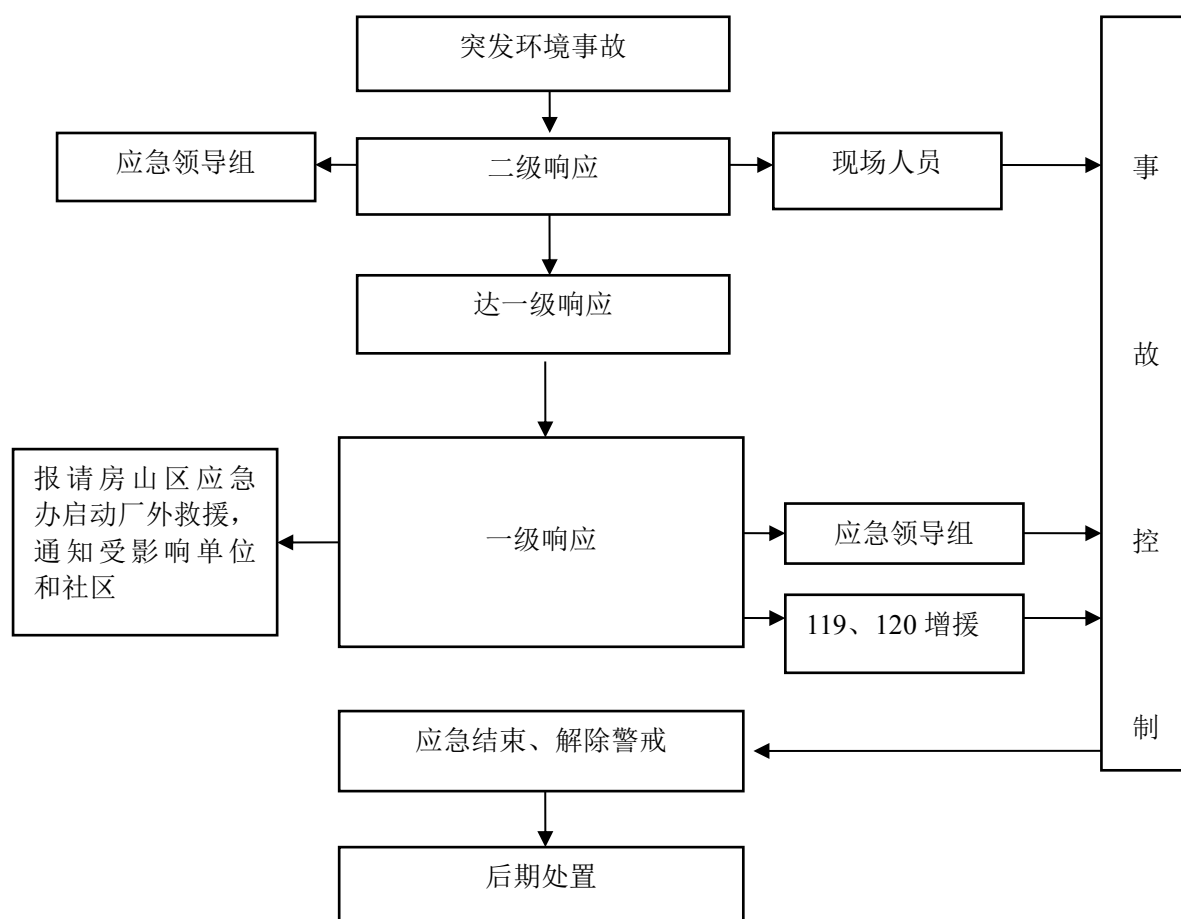 突发环境事故
应急领导组
二级响应
现场人员
达一级响应
报请房山区应急
办启动厂外救援，
通知受影响单位
和社区
一级响应
应急领导组
119、120 增援
应急结束、解除警戒
后期处置
事
故
控
制